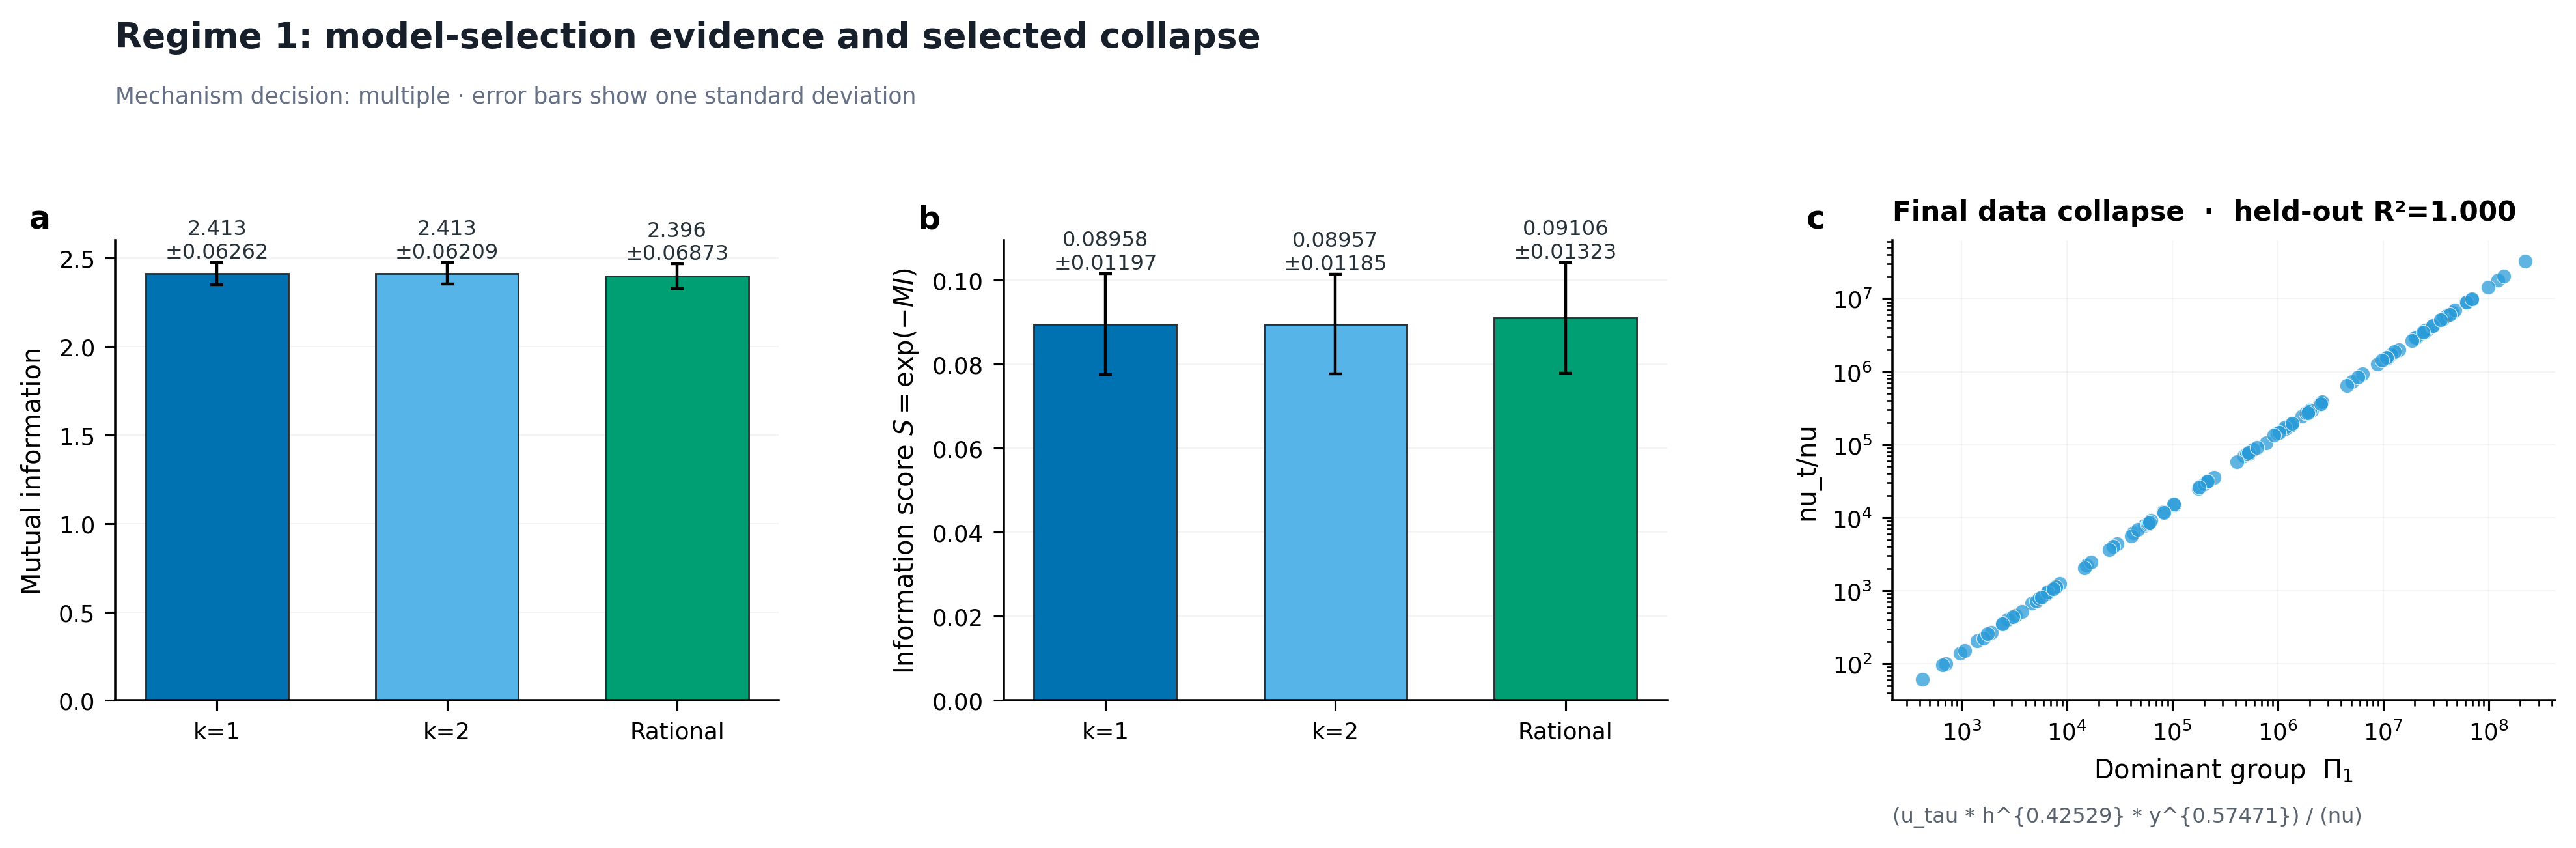 Regime 1: model-selection evidence and selected collapse
Mechanism decision: multiple · error bars show one standard deviation
a
2.413
±0.06262
2.413
±0.06209
2.396
±0.06873
Mutual information
2.5
2.0
1.5
1.0
0.5
0.0
k=1
k=2
Rational
b
0.08958
±0.01197
0.08957
±0.01185
0.09106
±0.01323
Information score S = exp(−MI)
0.10
0.08
0.06
0.04
0.02
0.00
k=1
k=2
Rational
c
Final data collapse · held-out R²=1.000
nu_t/nu
10⁷
10⁶
10⁵
10⁴
10³
10²
10³
10⁴
10⁵
10⁶
10⁷
10⁸
Dominant group Π₁
(u_tau * h^{0.42529} * y^{0.57471}) / (nu)